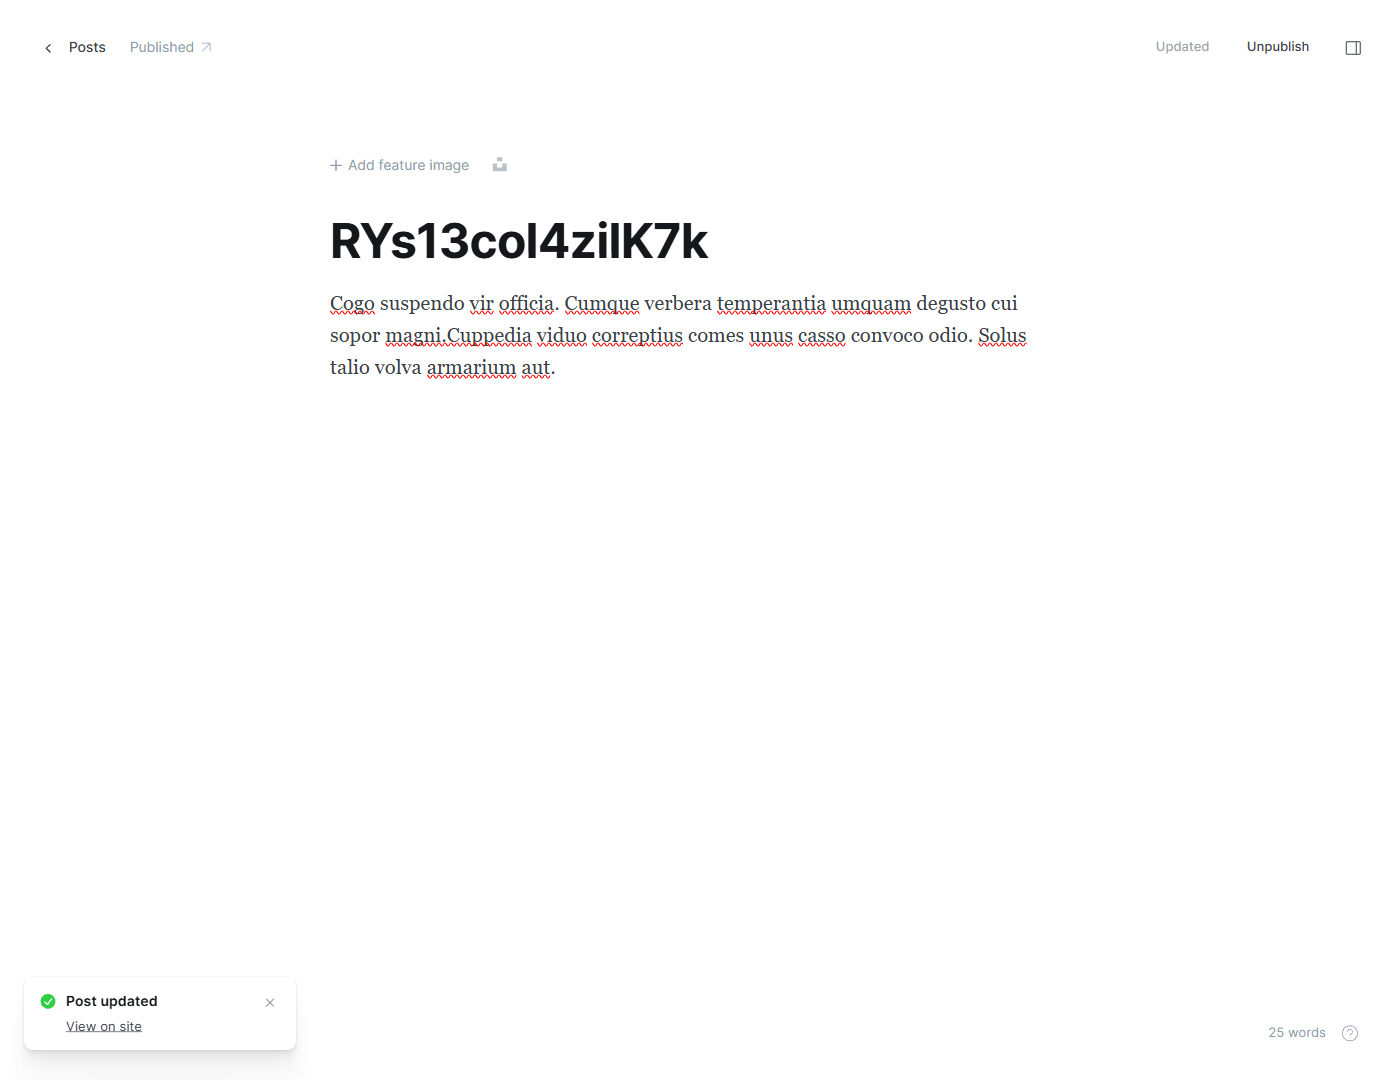 Posts Published
Updated Unpublish
Add feature image
RYs13coI4zilK7k
Cogo suspendo vir officia. Cumque verbera temperantia umquam degusto cui
sopor magni.Cuppedia viduo correptius comes unus casso convoco odio. Solus
talio volva armarium aut.
Post updated
View on site
25 words